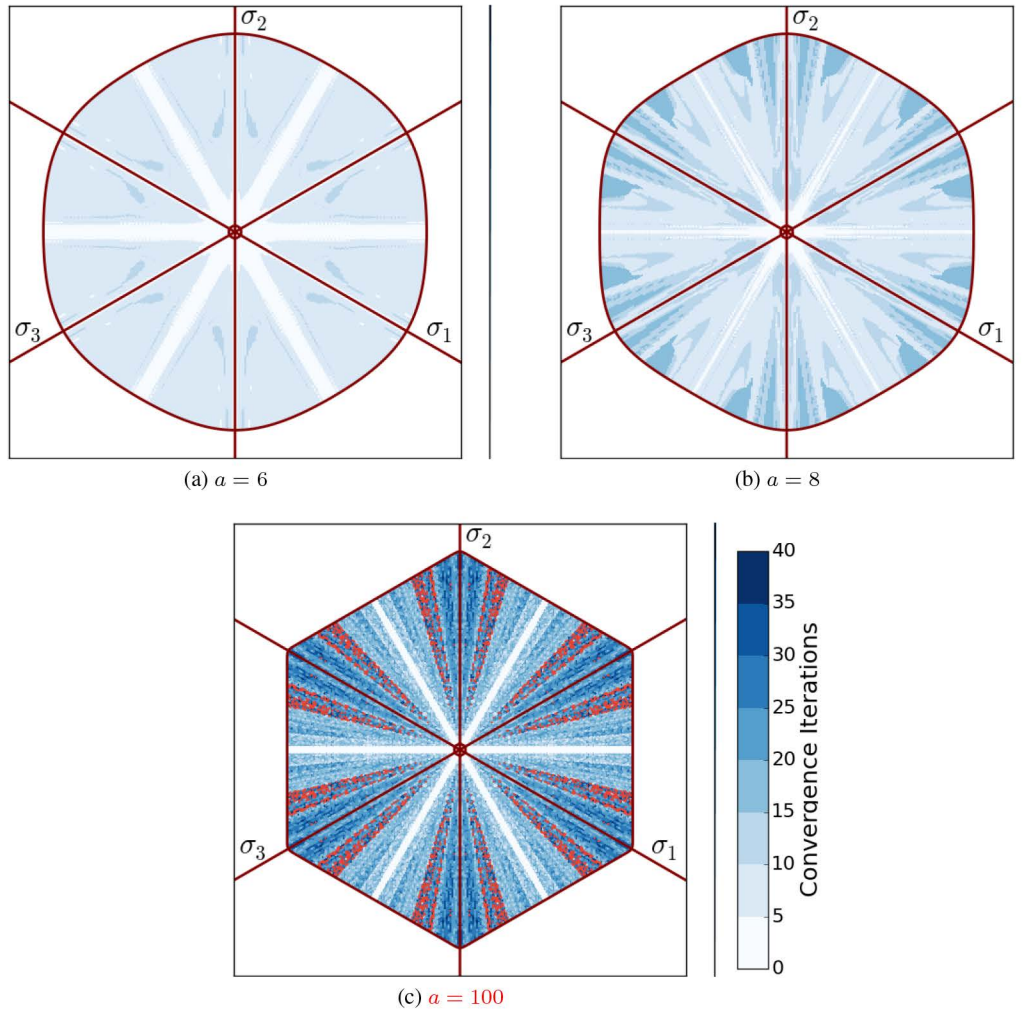 σ2
σ3
σ1
(a) a = 6
σ2
σ3
σ1
(b) a = 8
σ2
σ3
σ1
(c) a = 100
40
35
30
25
20
15
10
5
0
Convergence Iterations